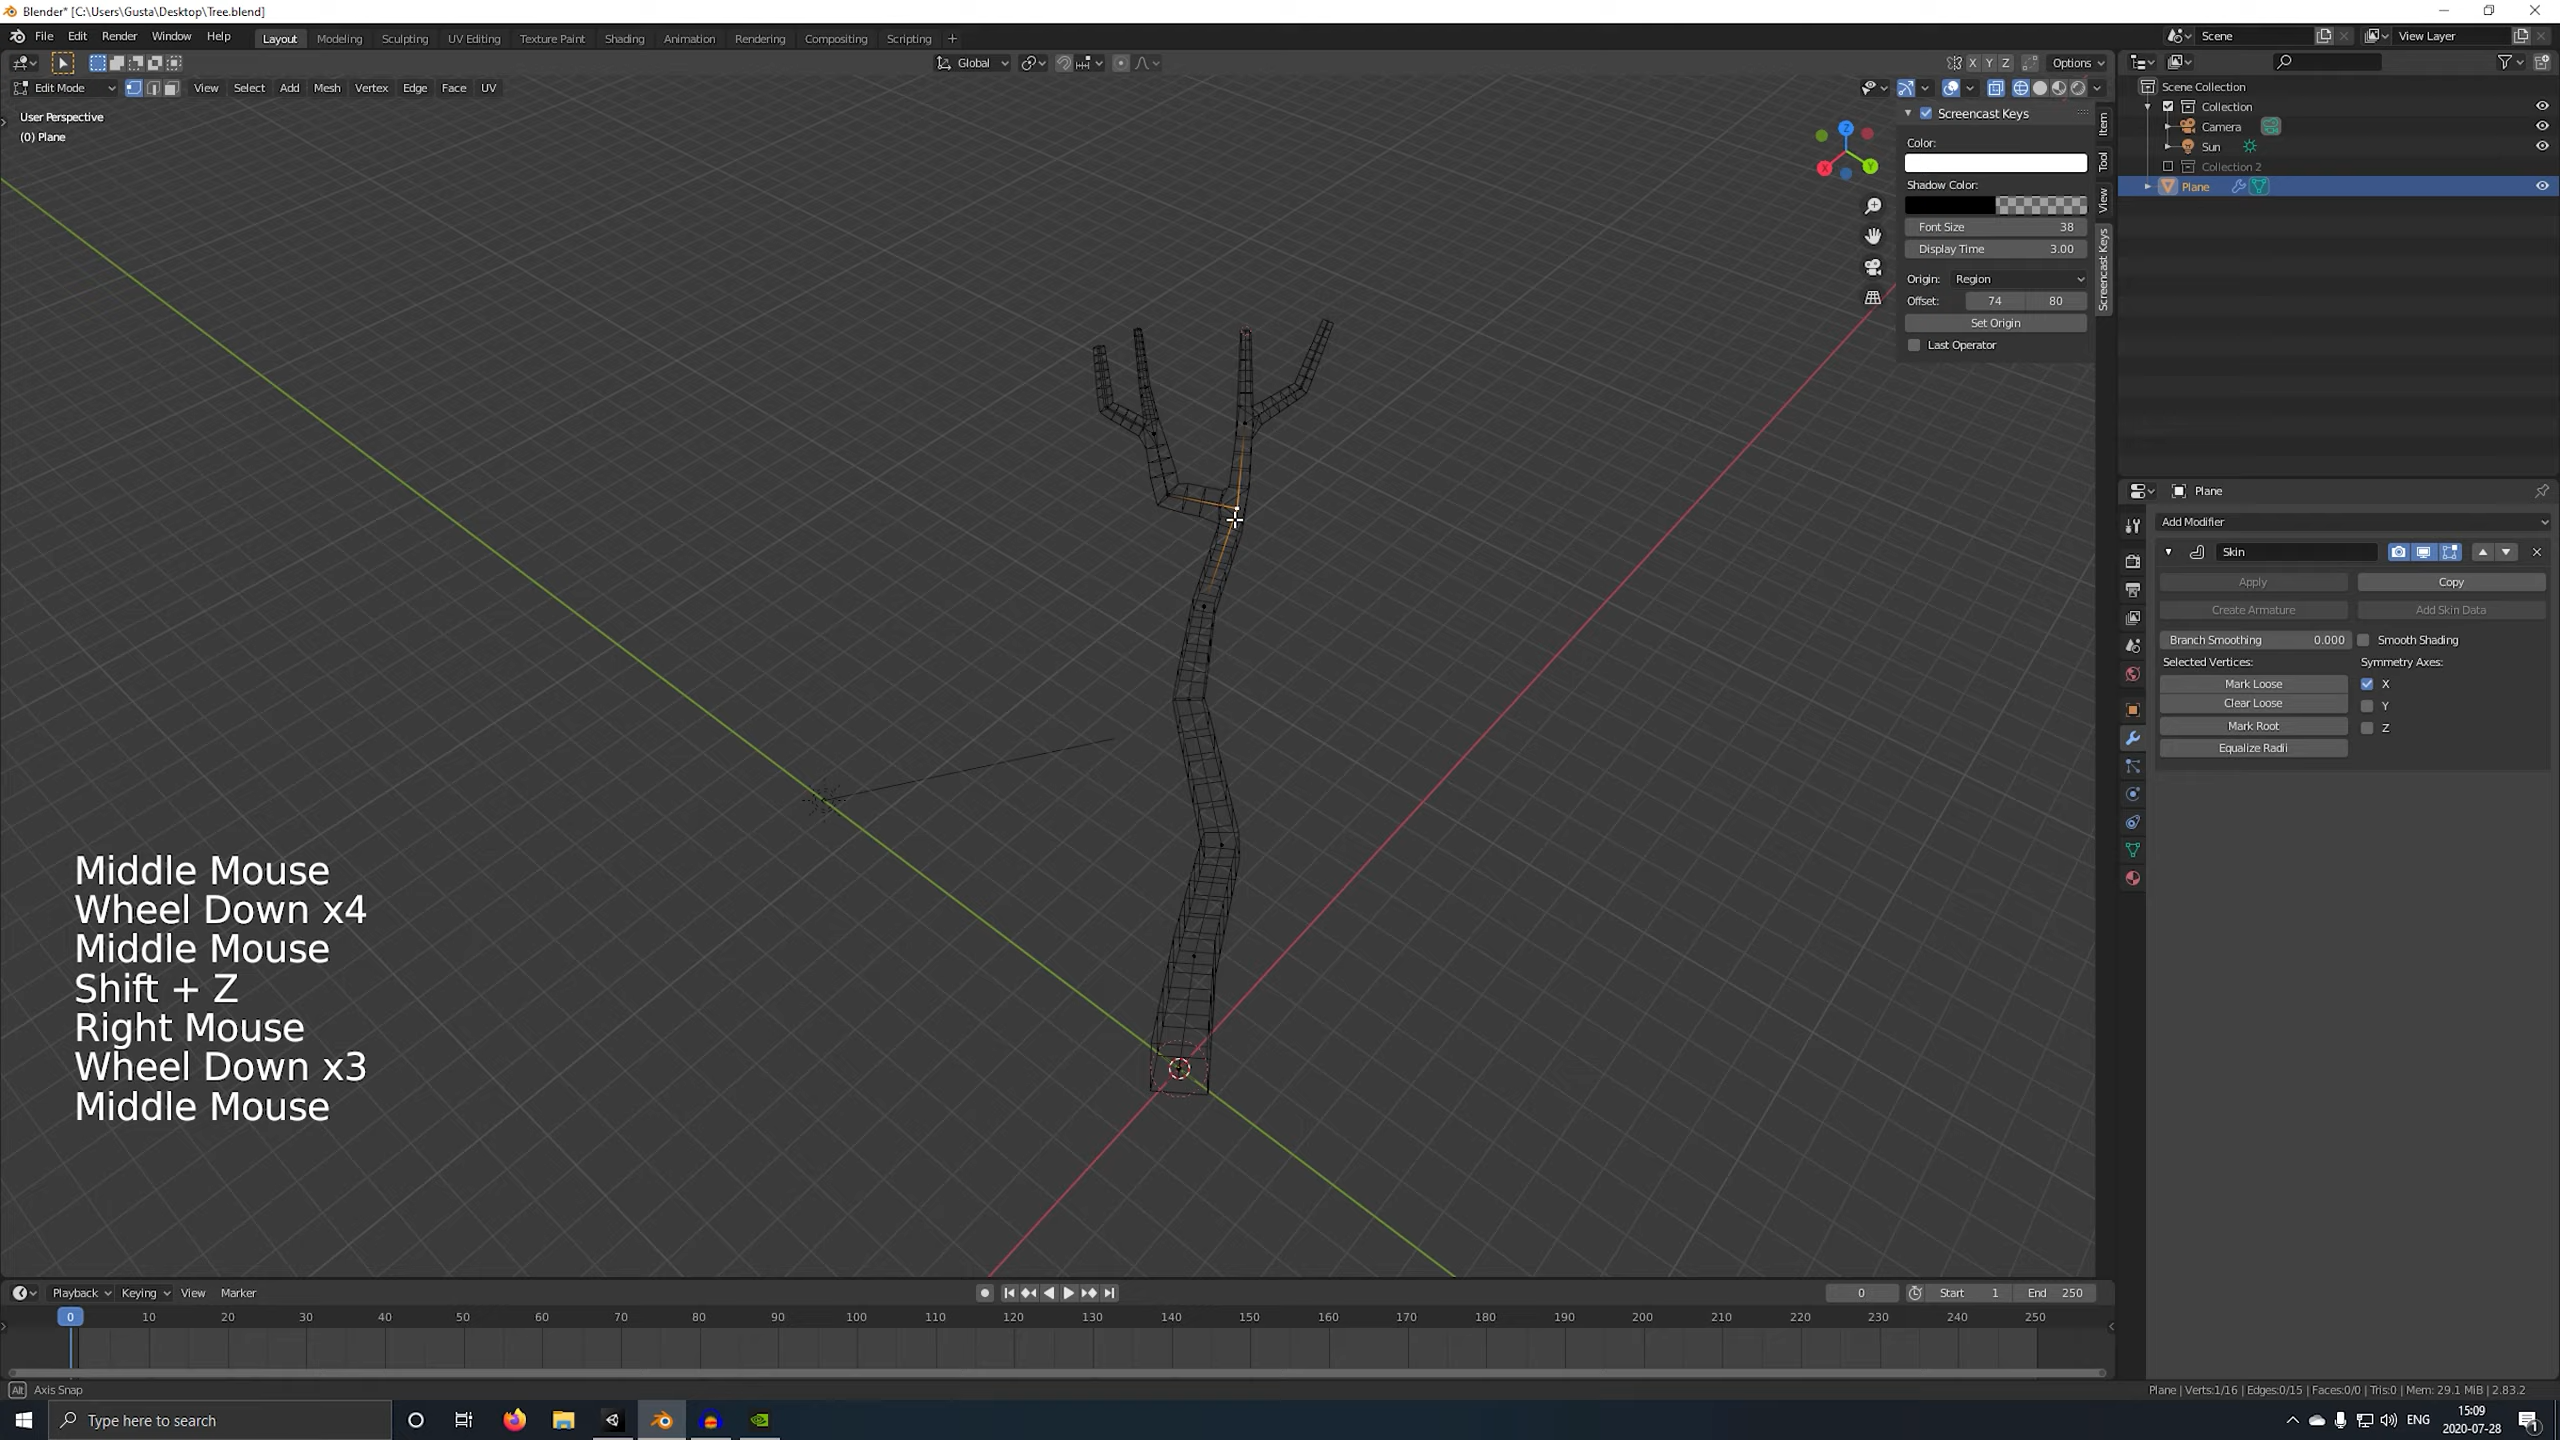 Blender* [C:\Users\Gusta\Desktop\Tree.blend]
File Edit Render Window Help
Layout Modeling Sculpting UV Editing Texture Paint Shading Animation Rendering Compositing Scripting +
Scene
View Layer
Global
X Y Z
Options
Edit Mode
View Select Add Mesh Vertex Edge Face UV
User Perspective
(0) Plane
Z
X
Y
Screencast Keys
Color:
Shadow Color:
Font Size 38
Display Time 3.00
Origin: Region
Offset: 74 80
Set Origin
Last Operator
Item
Tool
View
Screencast Keys
Scene Collection
Collection
Camera
Sun
Collection 2
Plane
Plane
Add Modifier
Skin
Apply Copy
Create Armature Add Skin Data
Branch Smoothing 0.000 Smooth Shading
Selected Vertices: Symmetry Axes:
Mark Loose X
Clear Loose Y
Mark Root Z
Equalize Radii
Middle Mouse
Wheel Down x4
Middle Mouse
Shift + Z
Right Mouse
Wheel Down x3
Middle Mouse
Playback Keying View Marker
0 Start 1 End 250
0 10 20 30 40 50 60 70 80 90 100 110 120 130 140 150 160 170 180 190 200 210 220 230 240 250
Alt Axis Snap
Plane | Verts:1/16 | Edges:0/15 | Faces:0/0 | Tris:0 | Mem: 29.1 MiB | 2.83.2
Type here to search
ENG
15:09
2020-07-28
1